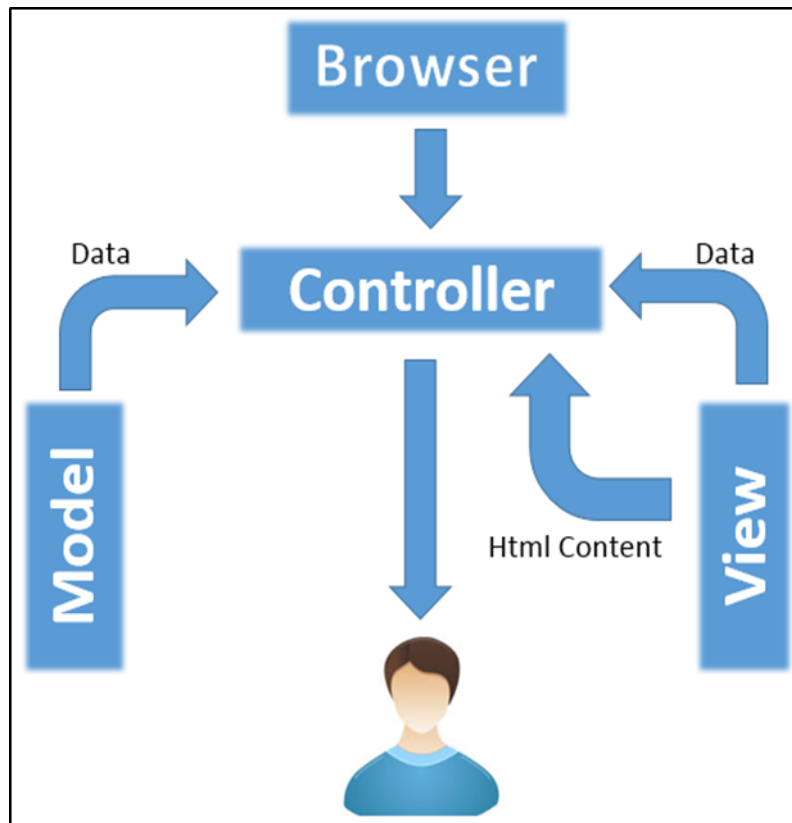 Browser
Data
Data
Controller
Model
Html Content
View